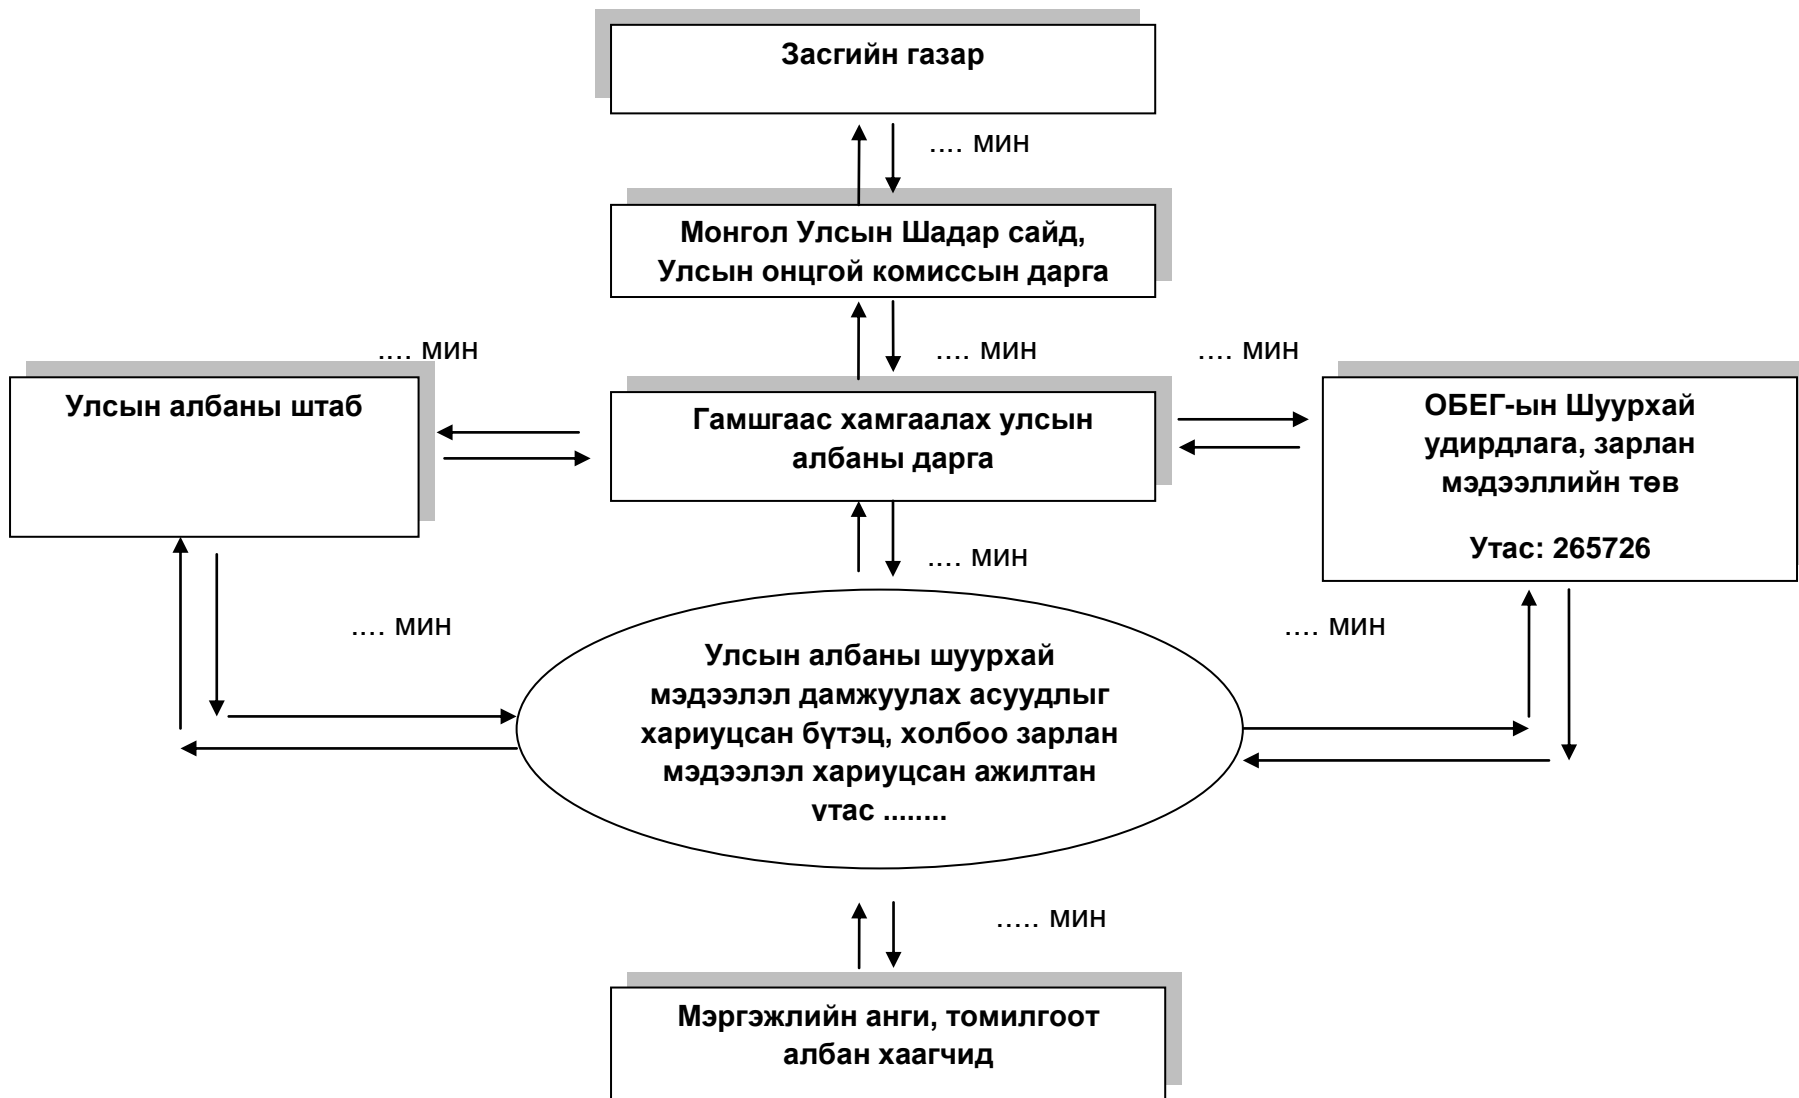 Засгийн газар
.... мин
Монгол Улсын Шадар сайд,
Улсын онцгой комиссын дарга
.... мин
.... мин
.... мин
Улсын албаны штаб
Гамшгаас хамгаалах улсын
албаны дарга
ОБЕГ-ын Шуурхай
удирдлага, зарлан
мэдээллийн төв
Утас: 265726
.... мин
.... мин
.... мин
Улсын албаны шуурхай
мэдээлэл дамжуулах асуудлыг
хариуцсан бүтэц, холбоо зарлан
мэдээлэл хариуцсан ажилтан
утас ........
..... мин
Мэргэжлийн анги, томилгоот
албан хаагчид